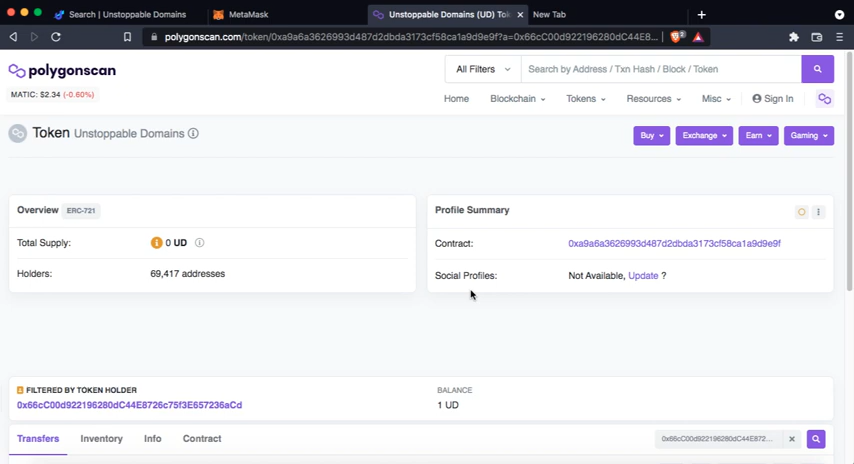 Search | Unstoppable Domains
MetaMask
Unstoppable Domains (UD) Tok
New Tab
polygonscan.com/token/0xa9a6a3626993d487d2dbda3173cf58ca1a9d9e9f?a=0x66cC00d922196280dC44E8...
polygonscan
All Filters
Search by Address / Txn Hash / Block / Token
MATIC: $2.34 (-0.60%)
Home Blockchain Tokens Resources Misc Sign In
Token Unstoppable Domains
Buy Exchange Earn Gaming
Overview ERC-721
Total Supply: 0 UD
Holders: 69,417 addresses
Profile Summary
Contract: 0xa9a6a3626993d487d2dbda3173cf58ca1a9d9e9f
Social Profiles: Not Available, Update ?
FILTERED BY TOKEN HOLDER
0x66cC00d922196280dC44E8726c75f3E657236aCd
BALANCE
1 UD
Transfers Inventory Info Contract
0x66cC00d922196280dC44E872...